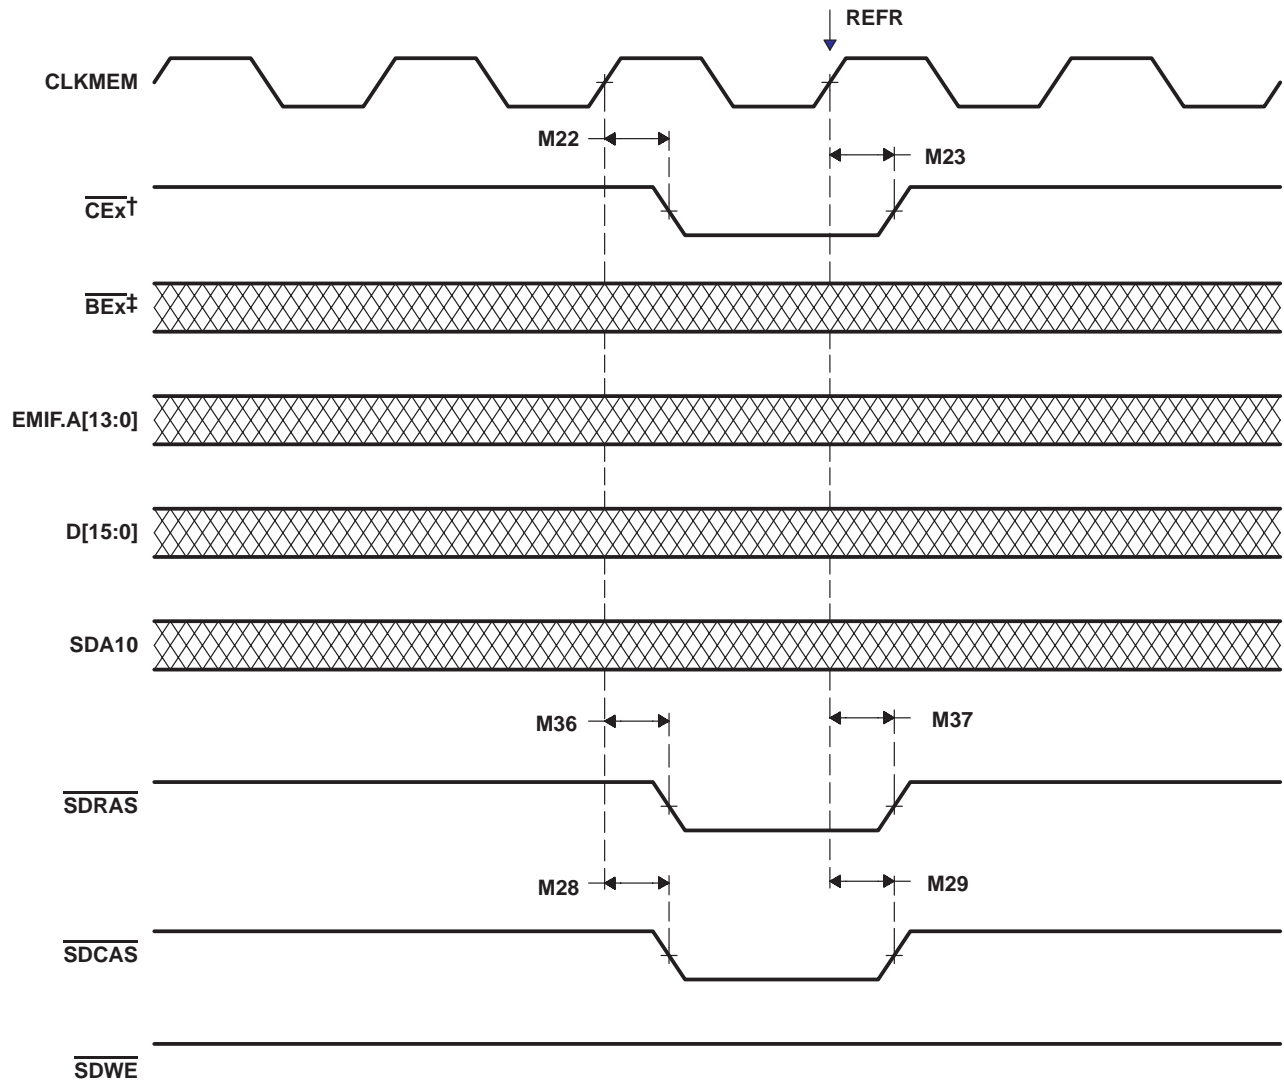 REFR
CLKMEM
M22
M23
CEx†
BEx‡
EMIF.A[13:0]
D[15:0]
SDA10
M36
M37
SDRAS
M28
M29
SDCAS
SDWE